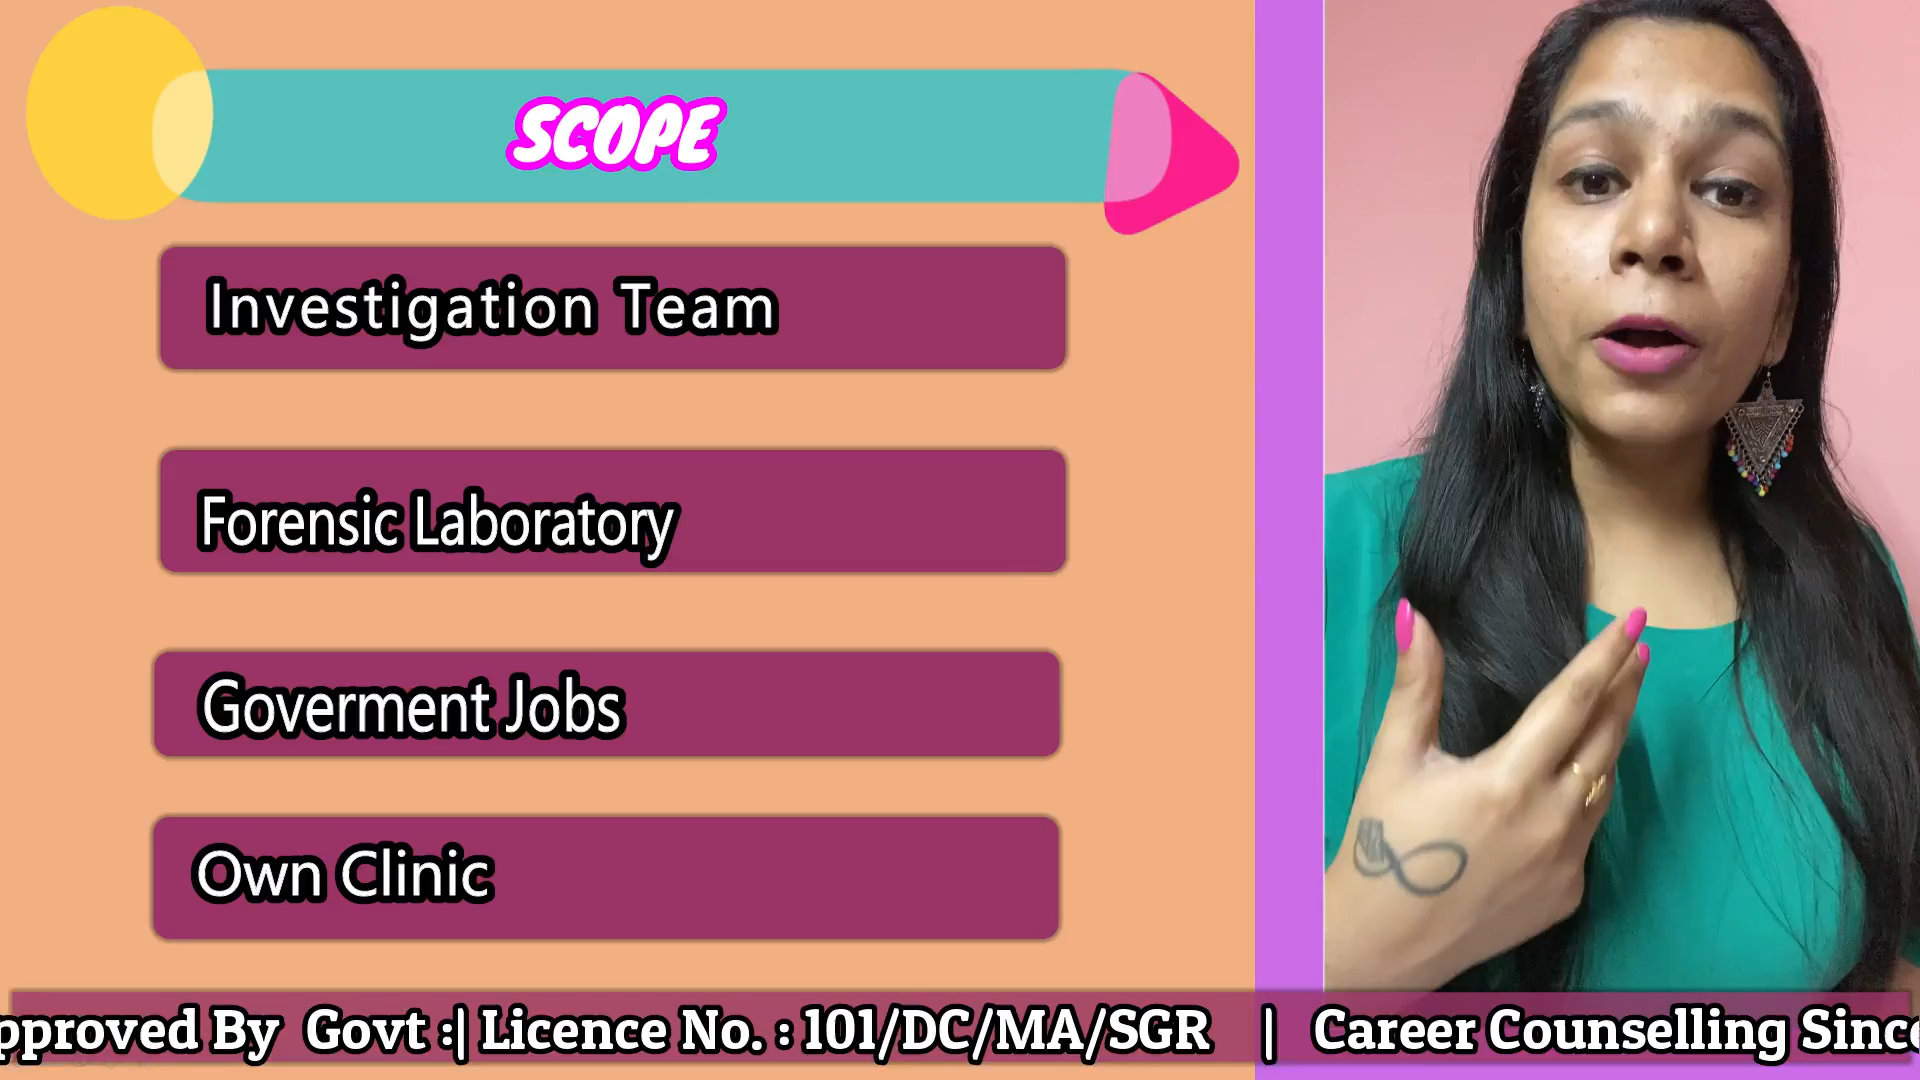 SCOPE
Investigation Team
Forensic Laboratory
Goverment Jobs
Own Clinic
pproved By Govt :| Licence No. : 101/DC/MA/SGR | Career Counselling Since